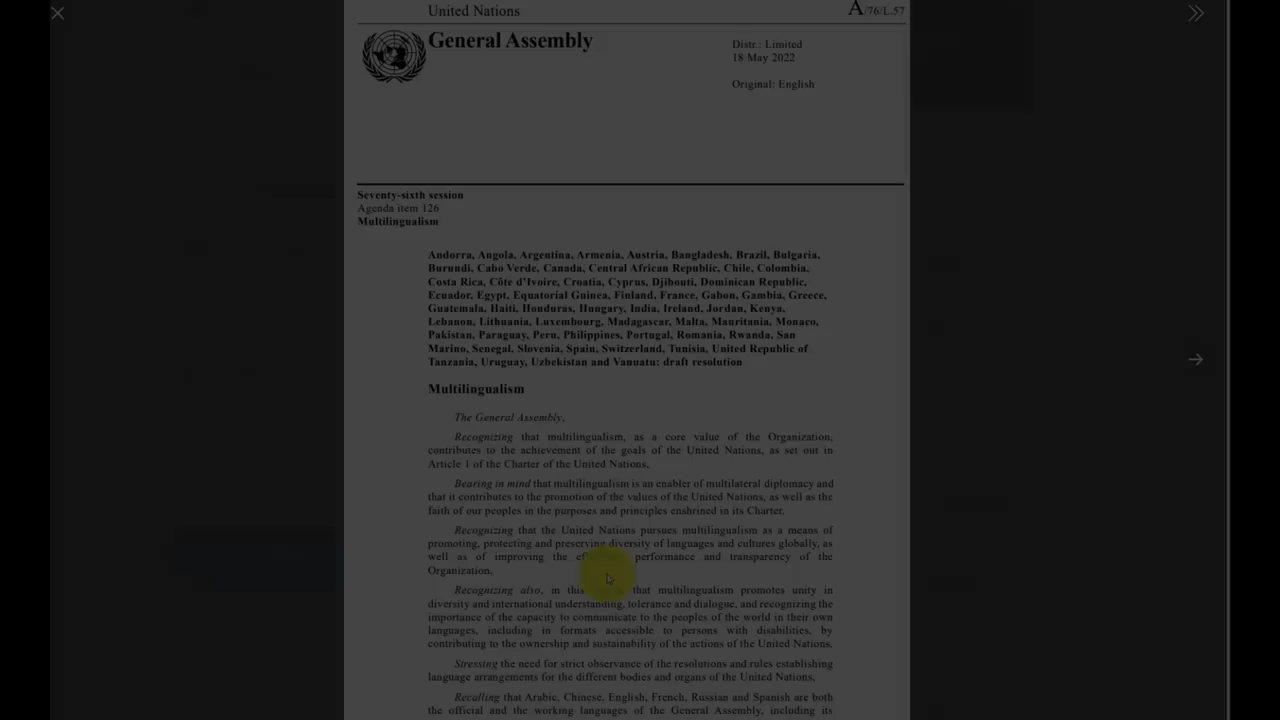 United Nations
A/76/L.57
General Assembly
Distr.: Limited
18 May 2022
Original: English
Seventy-sixth session
Agenda item 126
Multilingualism
Andorra, Angola, Argentina, Armenia, Austria, Bangladesh, Brazil, Bulgaria,
Burundi, Cabo Verde, Canada, Central African Republic, Chile, Colombia,
Costa Rica, Côte d’Ivoire, Croatia, Cyprus, Djibouti, Dominican Republic,
Ecuador, Egypt, Equatorial Guinea, Finland, France, Gabon, Gambia, Greece,
Guatemala, Haiti, Honduras, Hungary, India, Ireland, Jordan, Kenya,
Lebanon, Lithuania, Luxembourg, Madagascar, Malta, Mauritania, Monaco,
Pakistan, Paraguay, Peru, Philippines, Portugal, Romania, Rwanda, San
Marino, Senegal, Slovenia, Spain, Switzerland, Tunisia, United Republic of
Tanzania, Uruguay, Uzbekistan and Vanuatu: draft resolution
Multilingualism
The General Assembly,
Recognizing that multilingualism, as a core value of the Organization,
contributes to the achievement of the goals of the United Nations, as set out in
Article 1 of the Charter of the United Nations,
Bearing in mind that multilingualism is an enabler of multilateral diplomacy and
that it contributes to the promotion of the values of the United Nations, as well as the
faith of our peoples in the purposes and principles enshrined in its Charter,
Recognizing that the United Nations pursues multilingualism as a means of
promoting, protecting and preserving diversity of languages and cultures globally, as
well as of improving the performance and transparency of the
Organization,
Recognizing also, in this that multilingualism promotes unity in
diversity and international understanding, tolerance and dialogue, and recognizing the
importance of the capacity to communicate to the peoples of the world in their own
languages, including in formats accessible to persons with disabilities, by
contributing to the ownership and sustainability of the actions of the United Nations,
Stressing the need for strict observance of the resolutions and rules establishing
language arrangements for the different bodies and organs of the United Nations,
Recalling that Arabic, Chinese, English, French, Russian and Spanish are both
the official and the working languages of the General Assembly, including its